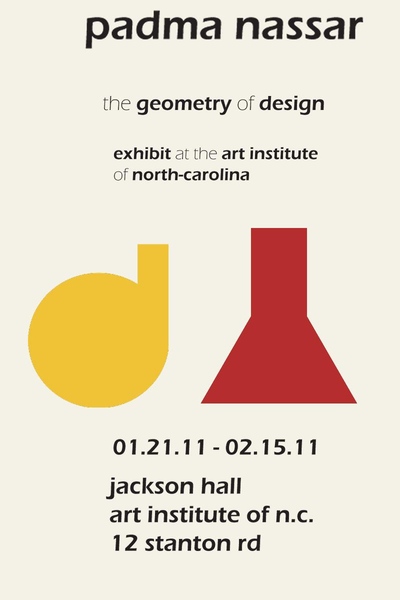 padma nassar
the geometry of design
exhibit at the art institute
of north-carolina
01.21.11 - 02.15.11
jackson hall
art institute of n.c.
12 stanton rd